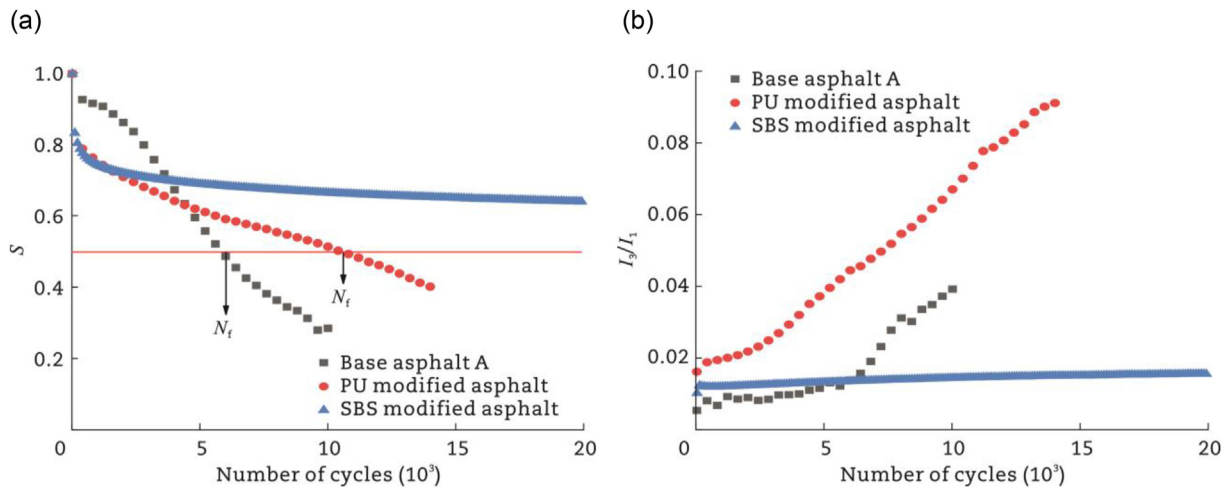 (a)
1.0
0.8
0.6
0.4
0.2
S
Nf
Nf
Base asphalt A
PU modified asphalt
SBS modified asphalt
0
5
10
15
20
Number of cycles (10³)
(b)
0.10
0.08
0.06
0.04
0.02
I₃/I₁
Base asphalt A
PU modified asphalt
SBS modified asphalt
0
5
10
15
20
Number of cycles (10³)